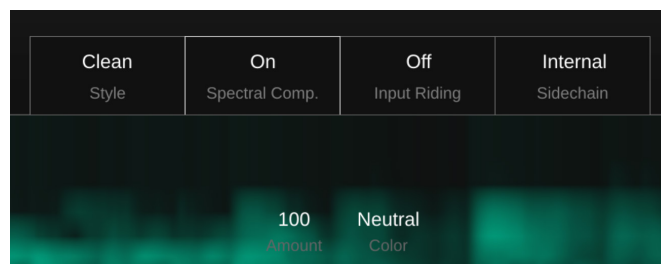 Clean On Off Internal
Style Spectral Comp. Input Riding Sidechain
100 Neutral
Amount Color